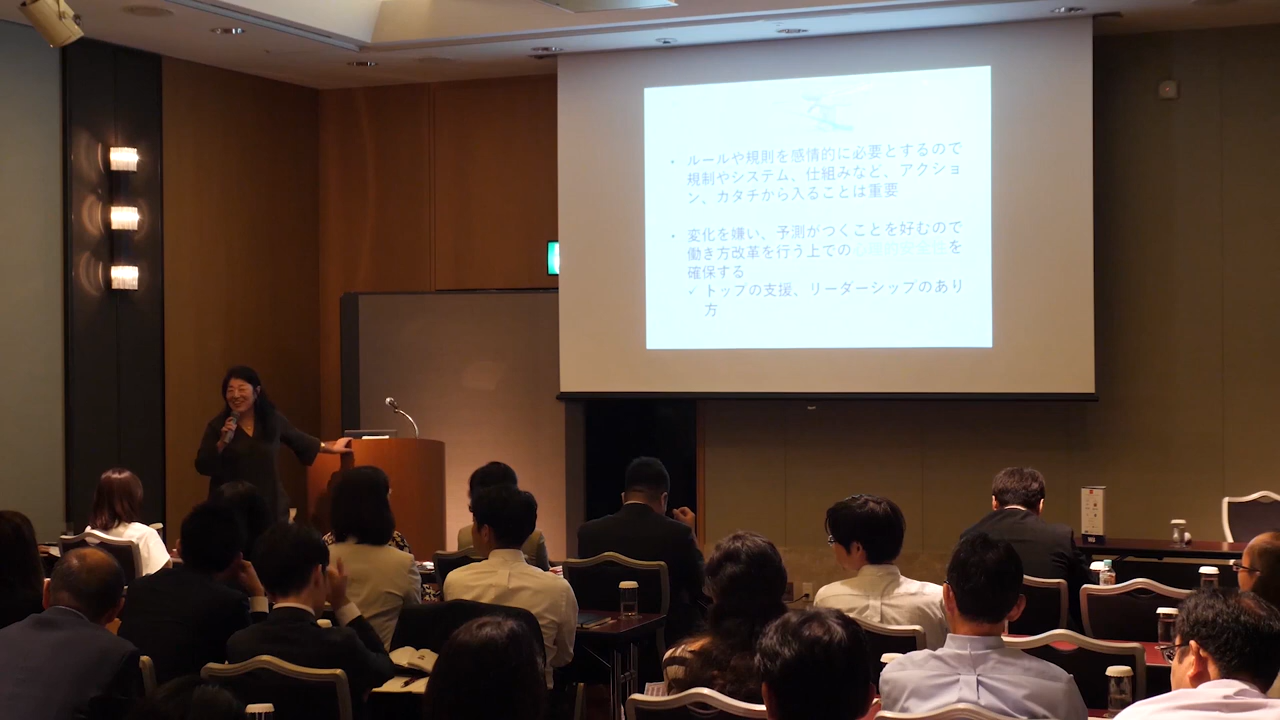 • ルールや規則を感情的に必要とするので
規制やシステム、仕組みなど、アクショ
ン、カタチから入ることは重要
• 変化を嫌い、予測がつくことを好むので
働き方改革を行う上での心理的安全性を
確保する
✓ トップの支援、リーダーシップのあり
方